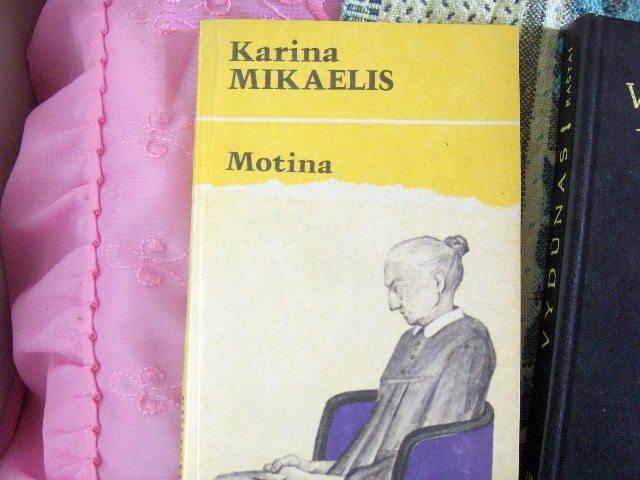 Karina
MIKAELIS
Motina
VYDŪNAS
RAŠTAI